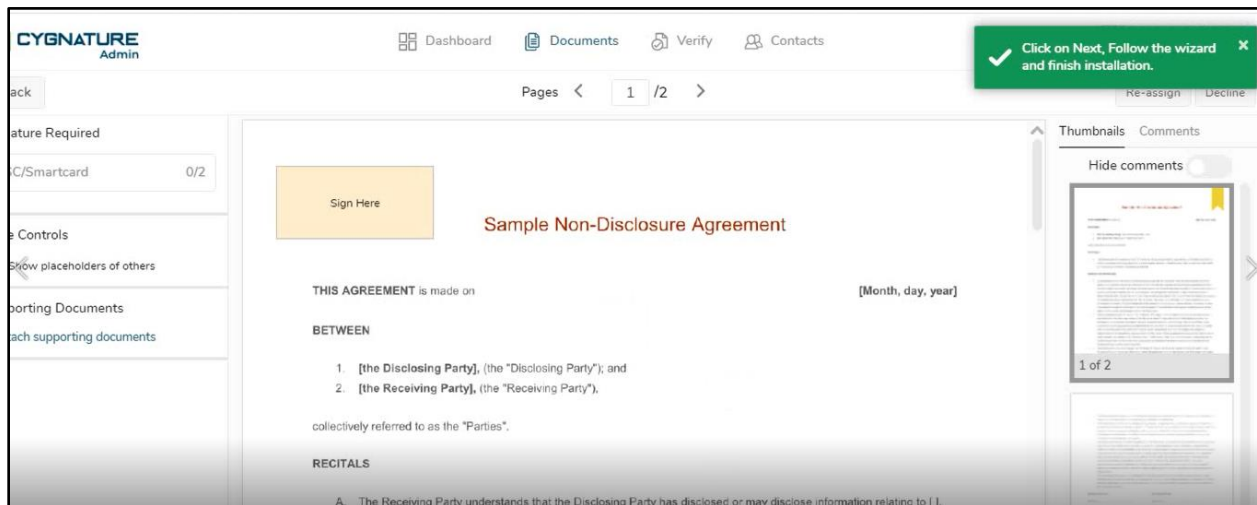 CYGNATURE
Admin
Dashboard
Documents
Verify
Contacts
Click on Next, Follow the wizard
and finish installation.
ack
Pages
1 /2
Re-assign
Decline
ature Required
SC/Smartcard 0/2
e Controls
Show placeholders of others
porting Documents
ach supporting documents
Sign Here
Sample Non-Disclosure Agreement
THIS AGREEMENT is made on [Month, day, year]
BETWEEN
1. [the Disclosing Party], (the "Disclosing Party"); and
2. [the Receiving Party], (the "Receiving Party"),
collectively referred to as the "Parties".
RECITALS
A. The Receiving Party understands that the Disclosing Party has disclosed or may disclose information relating to [ ],
Thumbnails
Comments
Hide comments
1 of 2